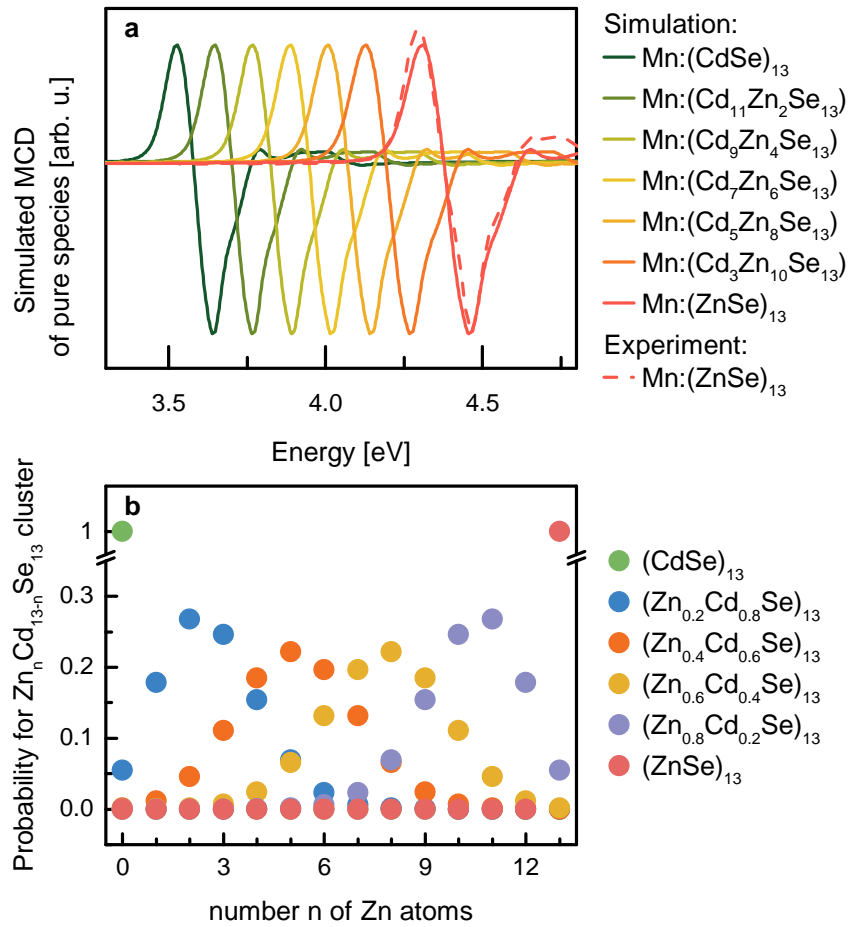 a
Simulated MCD
of pure species [arb. u.]
3.5
4.0
4.5
Energy [eV]
Simulation:
Mn:(CdSe)₁₃
Mn:(Cd₁₁Zn₂Se₁₃)
Mn:(Cd₉Zn₄Se₁₃)
Mn:(Cd₇Zn₆Se₁₃)
Mn:(Cd₅Zn₈Se₁₃)
Mn:(Cd₃Zn₁₀Se₁₃)
Mn:(ZnSe)₁₃
Experiment:
Mn:(ZnSe)₁₃
b
Probability for ZnₙCd₁₃₋ₙSe₁₃ cluster
1
0.3
0.2
0.1
0.0
0
3
6
9
12
number n of Zn atoms
(CdSe)₁₃
(Zn₀.₂Cd₀.₈Se)₁₃
(Zn₀.₄Cd₀.₆Se)₁₃
(Zn₀.₆Cd₀.₄Se)₁₃
(Zn₀.₈Cd₀.₂Se)₁₃
(ZnSe)₁₃